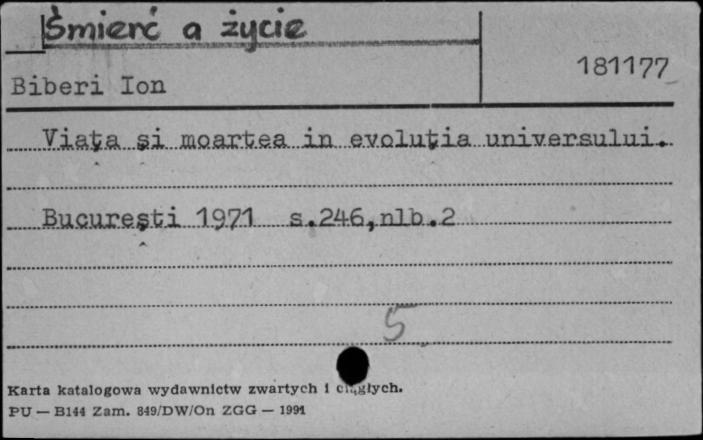 Śmierć a życie
181177
Biberi Ion
Viaţa şi moartea in evoluţia universului.
Bucureşti 1971 s.246,nlb.2
5
Karta katalogowa wydawnictw zwartych i ciągłych.
PU — B144 Zam. 849/DW/On ZGG — 1991